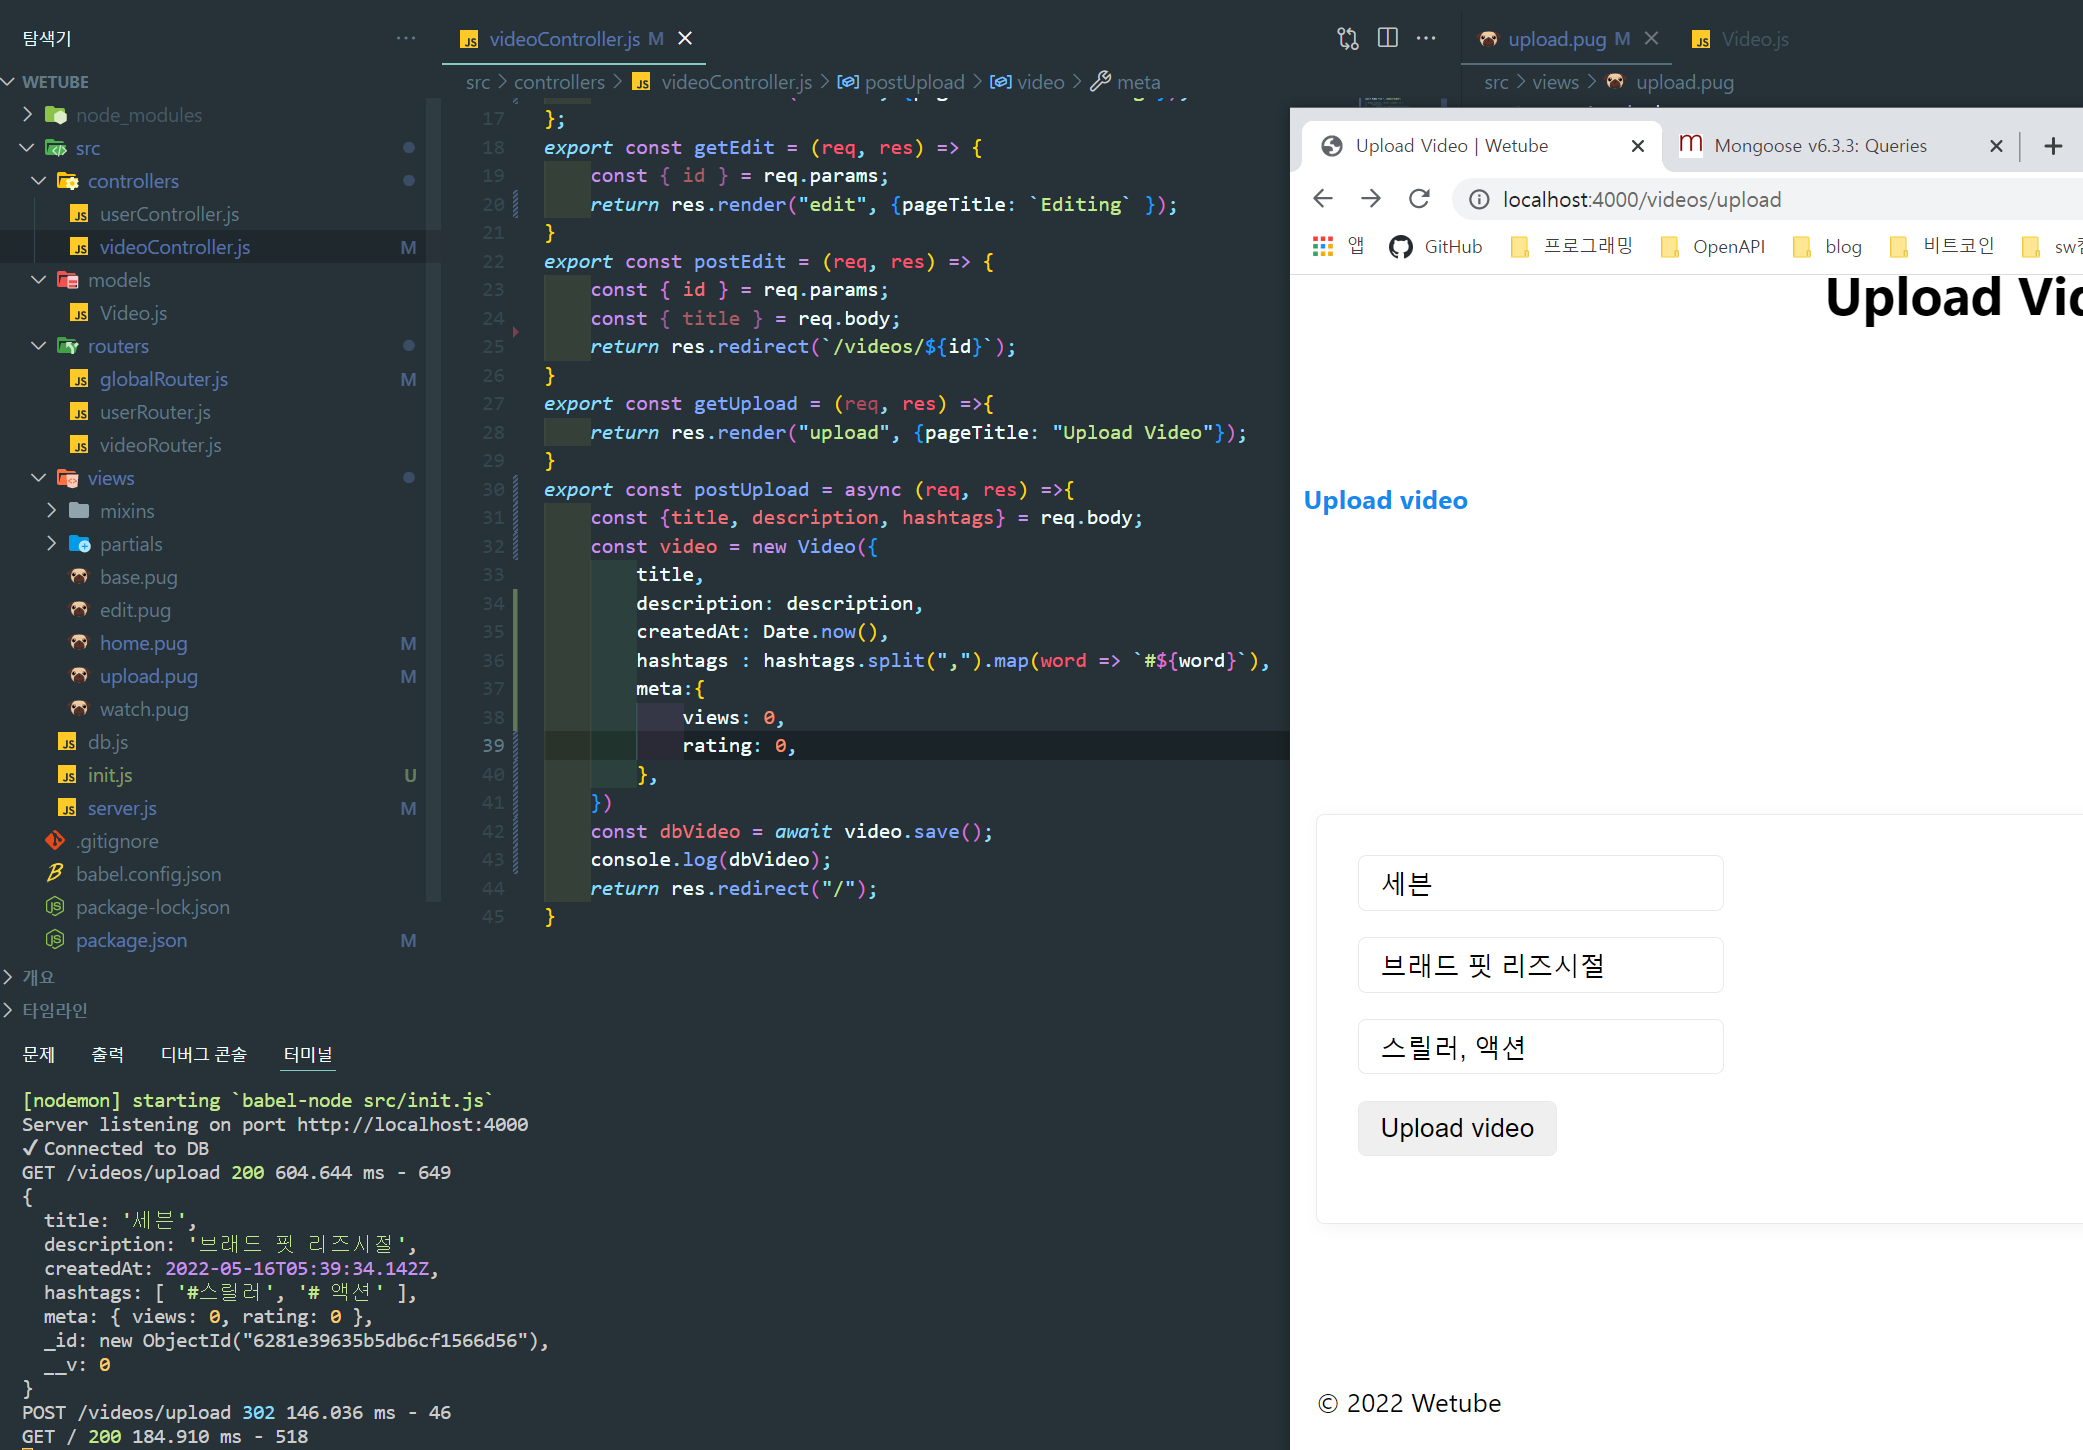 탐색기
WETUBE
node_modules
src
controllers
userController.js
videoController.js M
models
Video.js
routers
globalRouter.js M
userRouter.js
videoRouter.js
views
mixins
partials
base.pug
edit.pug
home.pug M
upload.pug M
watch.pug
db.js
init.js U
server.js M
.gitignore
babel.config.json
package-lock.json
package.json M
개요
타임라인
videoController.js M
src > controllers > videoController.js > postUpload > video > meta
17 };
18 export const getEdit = (req, res) => {
19 const { id } = req.params;
20 return res.render("edit", {pageTitle: `Editing` });
21 }
22 export const postEdit = (req, res) => {
23 const { id } = req.params;
24 const { title } = req.body;
25 return res.redirect(`/videos/${id}`);
26 }
27 export const getUpload = (req, res) =>{
28 return res.render("upload", {pageTitle: "Upload Video"});
29 }
30 export const postUpload = async (req, res) =>{
31 const {title, description, hashtags} = req.body;
32 const video = new Video({
33 title,
34 description: description,
35 createdAt: Date.now(),
36 hashtags : hashtags.split(",").map(word => `#${word}`),
37 meta:{
38 views: 0,
39 rating: 0,
40 },
41 })
42 const dbVideo = await video.save();
43 console.log(dbVideo);
44 return res.redirect("/");
45 }
문제 출력 디버그 콘솔 터미널
[nodemon] starting `babel-node src/init.js`
Server listening on port http://localhost:4000
✓ Connected to DB
GET /videos/upload 200 604.644 ms - 649
{
title: '세븐',
description: '브래드 핏 리즈시절',
createdAt: 2022-05-16T05:39:34.142Z,
hashtags: [ '#스릴러', '# 액션' ],
meta: { views: 0, rating: 0 },
_id: new ObjectId("6281e39635b5db6cf1566d56"),
__v: 0
}
POST /videos/upload 302 146.036 ms - 46
GET / 200 184.910 ms - 518
upload.pug M Video.js
src > views > upload.pug
Upload Video | Wetube Mongoose v6.3.3: Queries
localhost:4000/videos/upload
앱 GitHub 프로그래밍 OpenAPI blog 비트코인
Upload
Upload video
세븐
브래드 핏 리즈시절
스릴러, 액션
Upload video
© 2022 Wetube